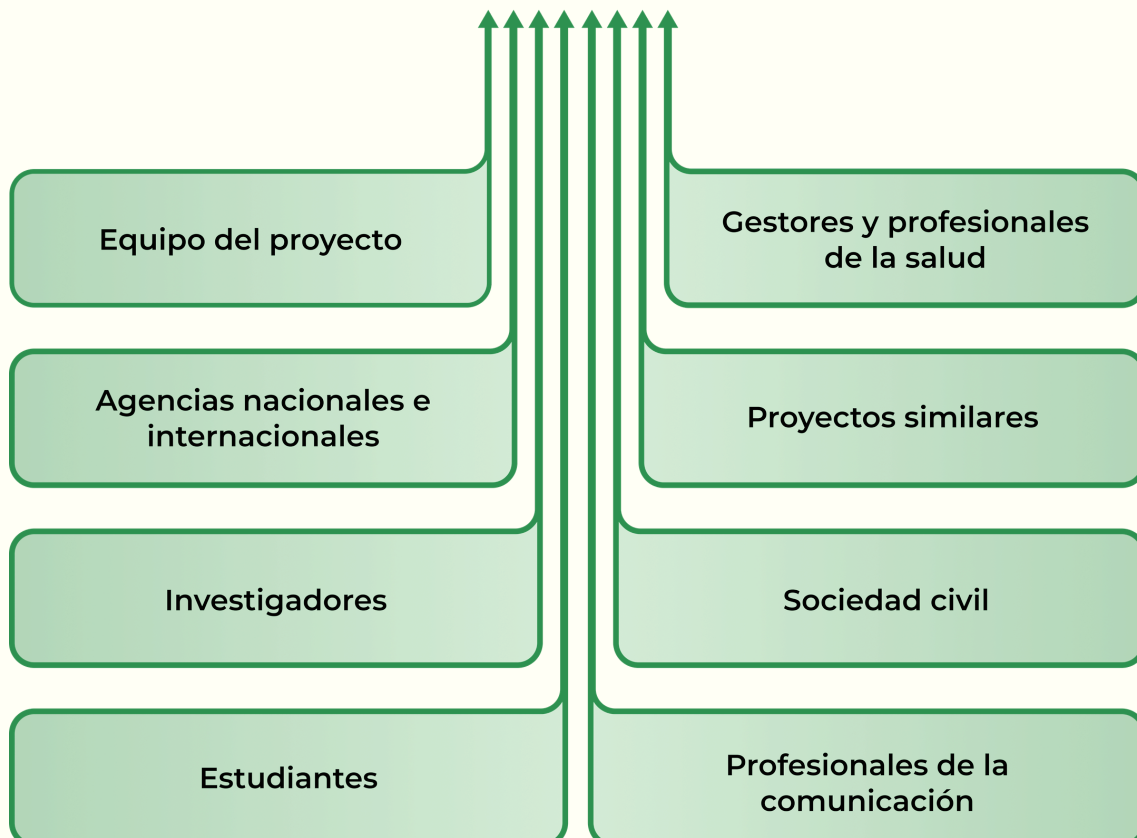 Equipo del proyecto
Gestores y profesionales
de la salud
Agencias nacionales e
internacionales
Proyectos similares
Investigadores
Sociedad civil
Estudiantes
Profesionales de la
comunicación